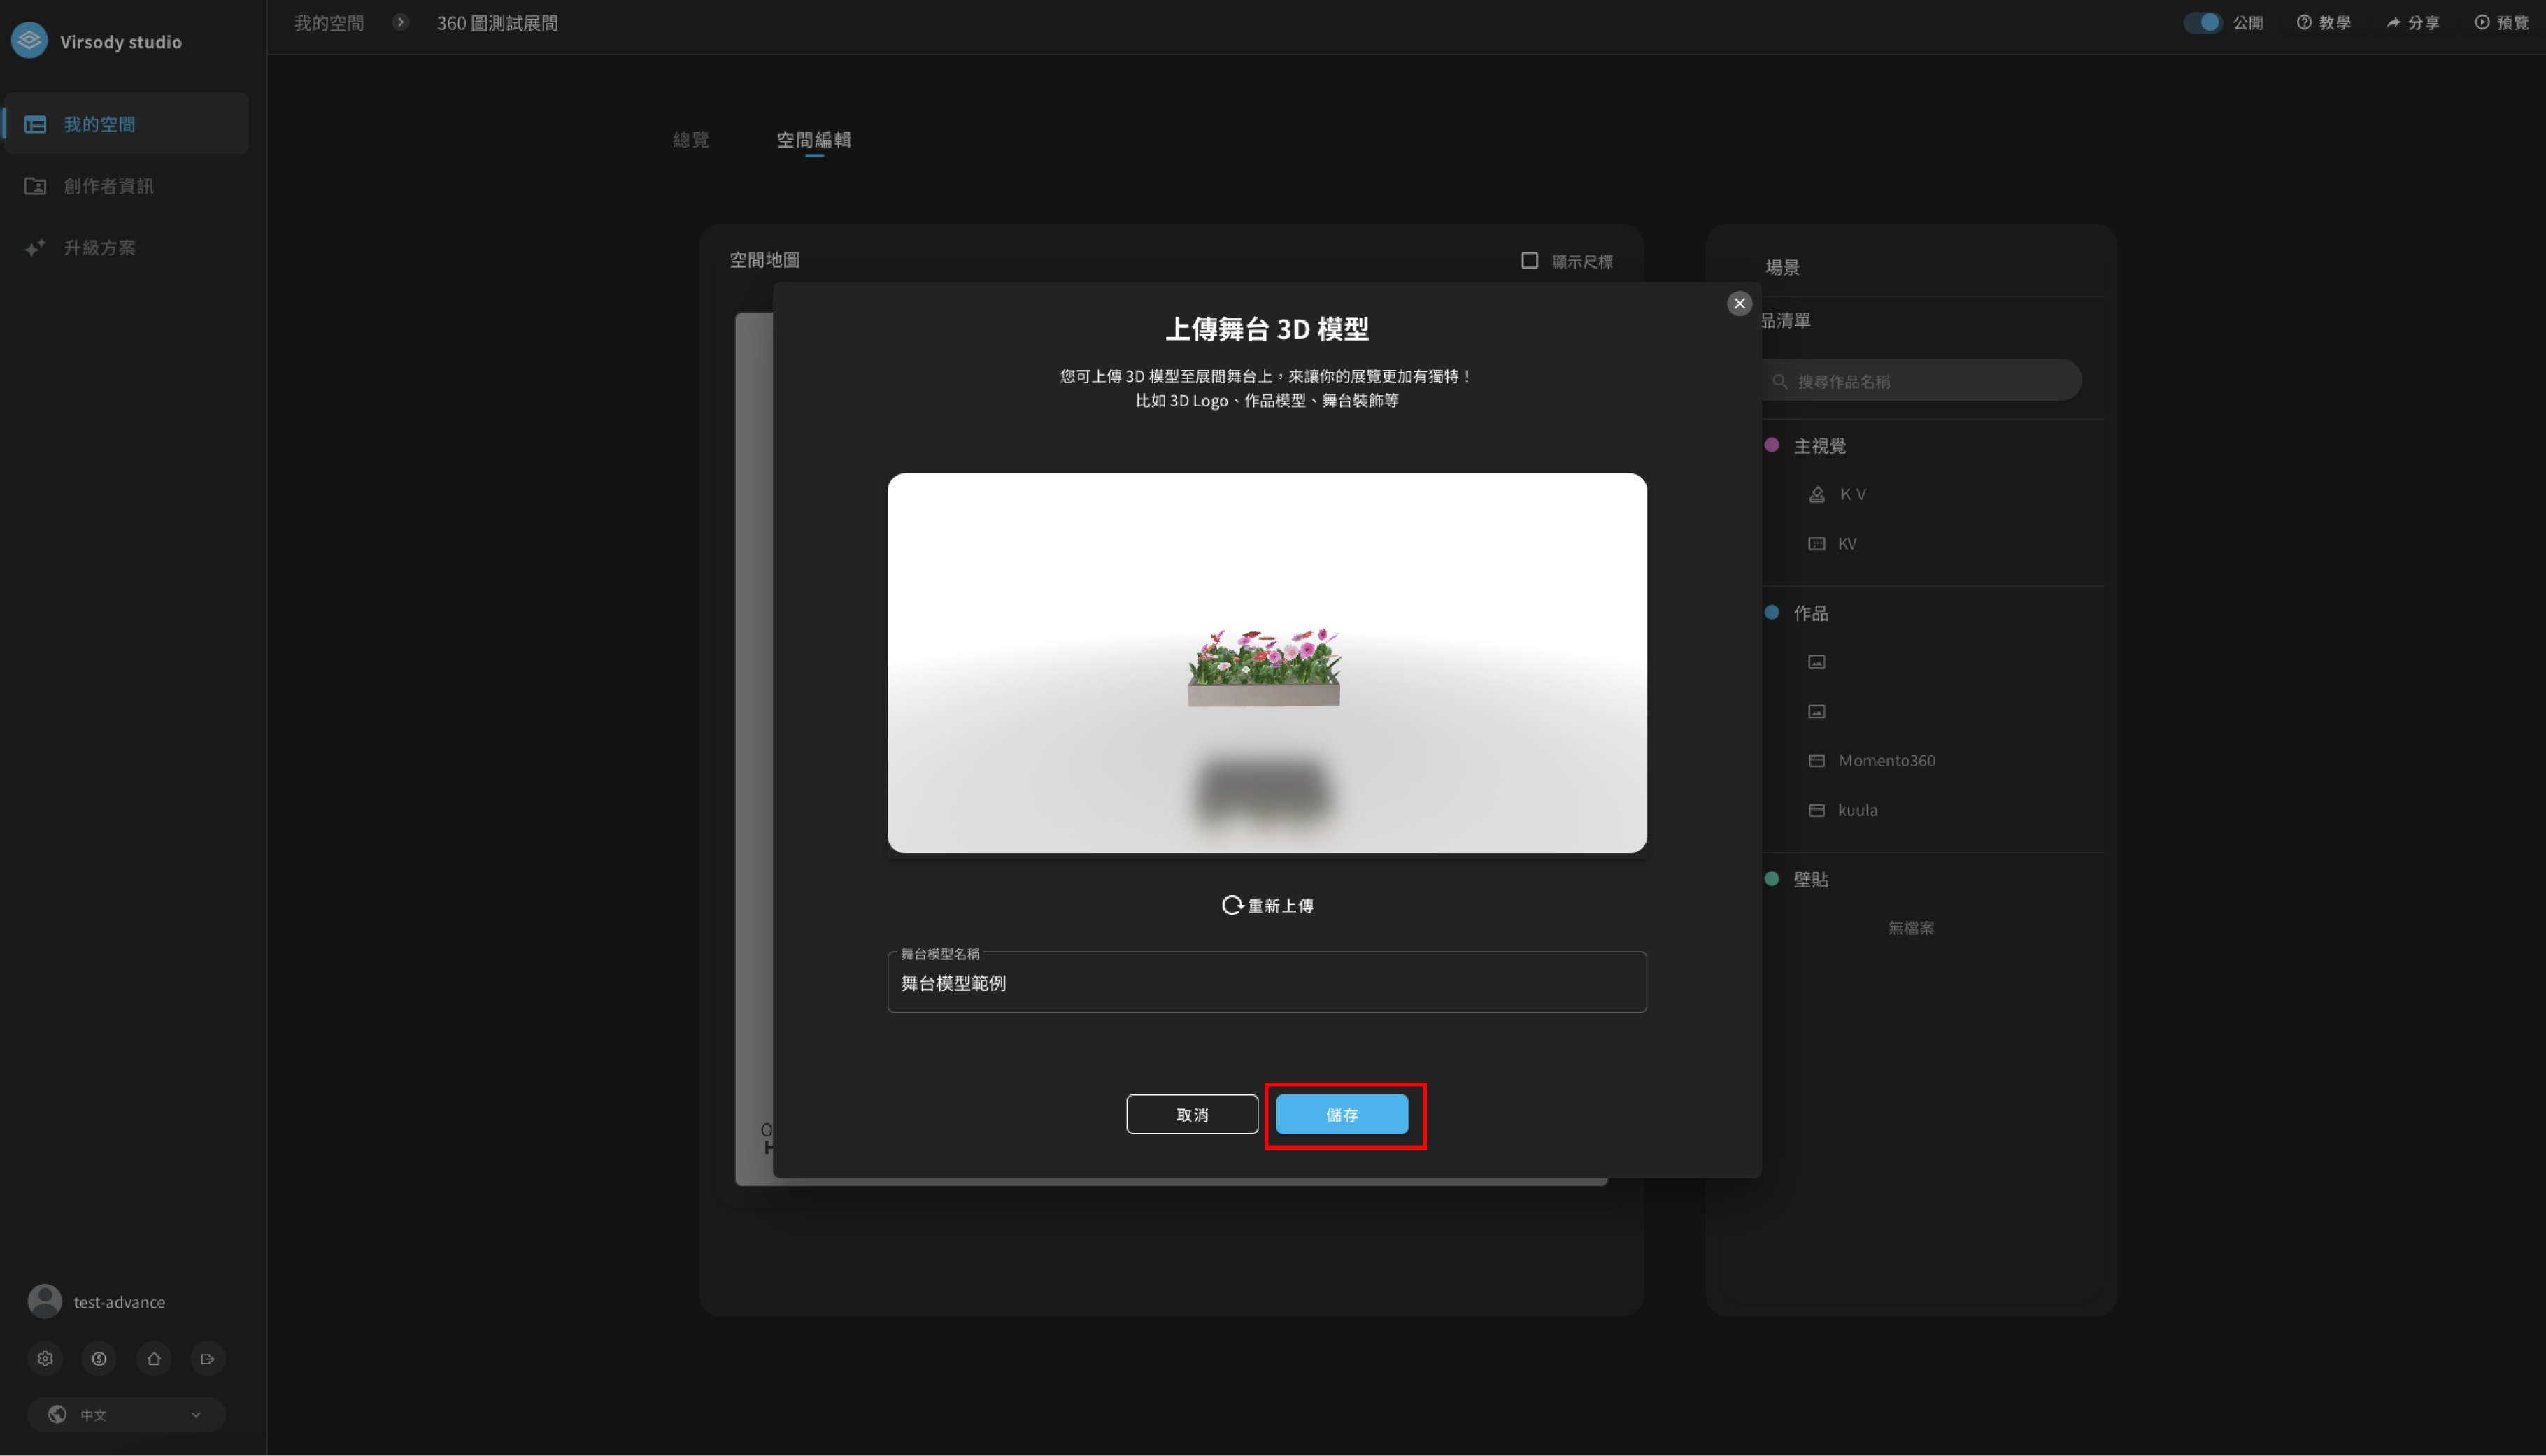 Virsody studio
我的空間
創作者資訊
升級方案
我的空間
360 圖測試展間
公開
教學
分享
預覽
總覽
空間編輯
空間地圖
顯示尺標
場景
品清單
搜尋作品名稱
主視覺
ＫＶ
KV
作品
Momento360
kuula
壁貼
無檔案
上傳舞台 3D 模型
您可上傳 3D 模型至展間舞台上，來讓你的展覽更加有獨特！
比如 3D Logo、作品模型、舞台裝飾等
重新上傳
舞台模型名稱
舞台模型範例
取消
儲存
test-advance
中文